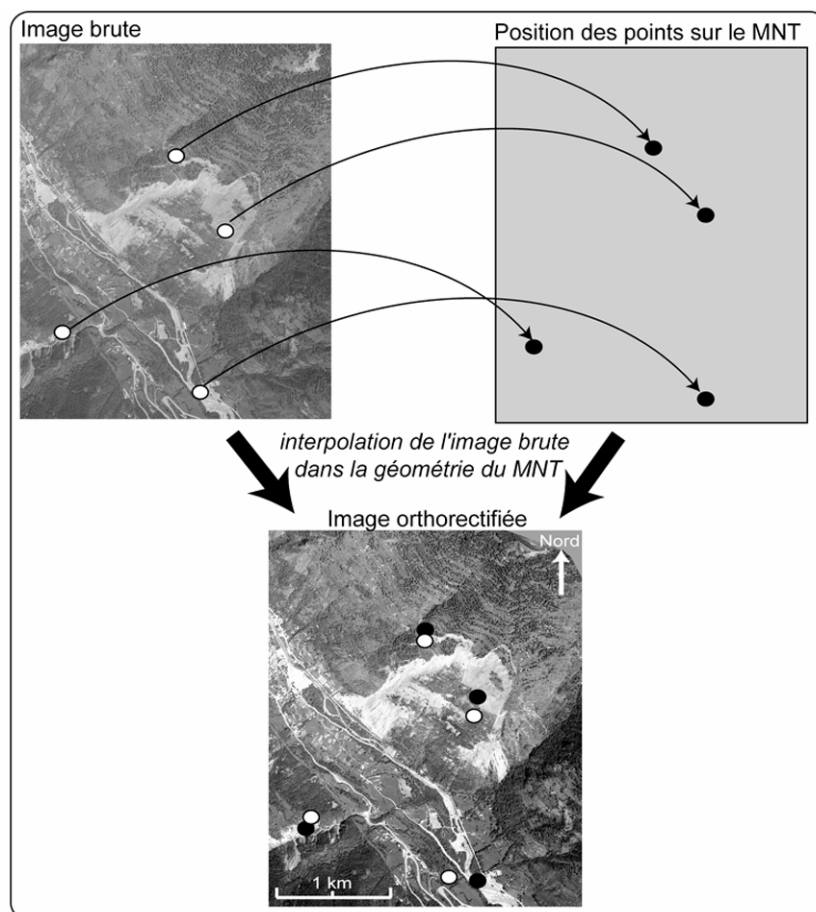 Image brute
Position des points sur le MNT
interpolation de l'image brute
dans la géométrie du MNT
Image orthorectifiée
Nord
1 km